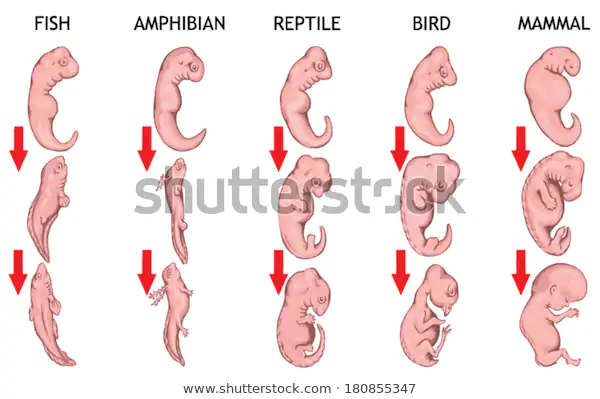 FISH AMPHIBIAN REPTILE BIRD MAMMAL
shutterstock
www.shutterstock.com · 180855347